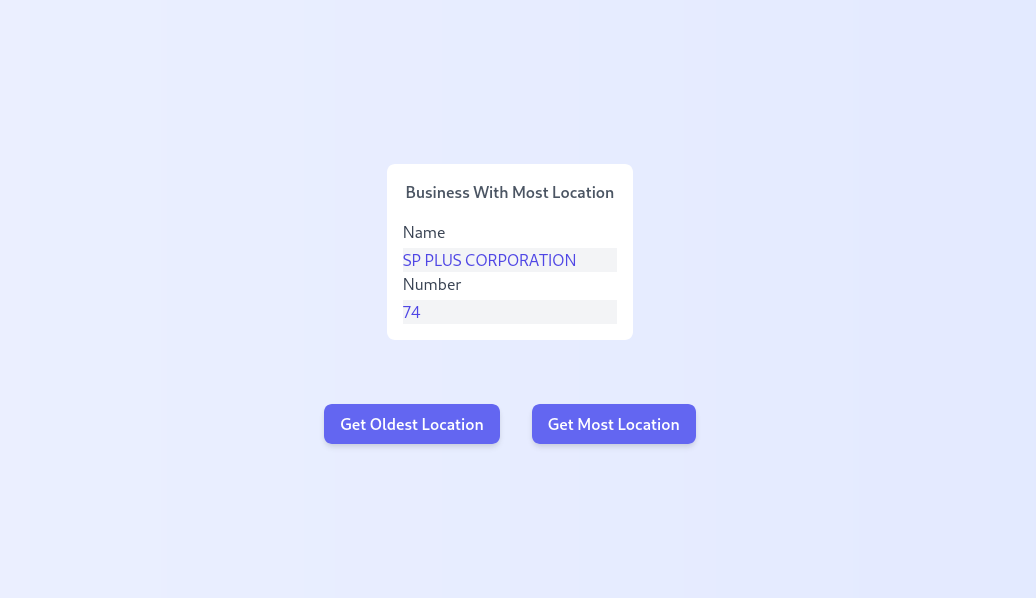 Business With Most Location
Name
SP PLUS CORPORATION
Number
74
Get Oldest Location
Get Most Location